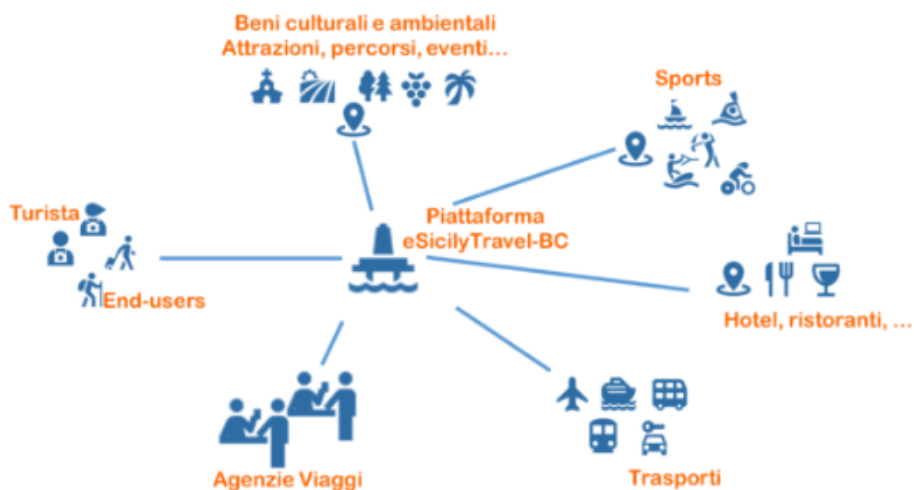 Beni culturali e ambientali
Attrazioni, percorsi, eventi...
Sports
Turista
End-users
Piattaforma
eSicilyTravel-BC
Hotel, ristoranti, ...
Agenzie Viaggi
Trasporti